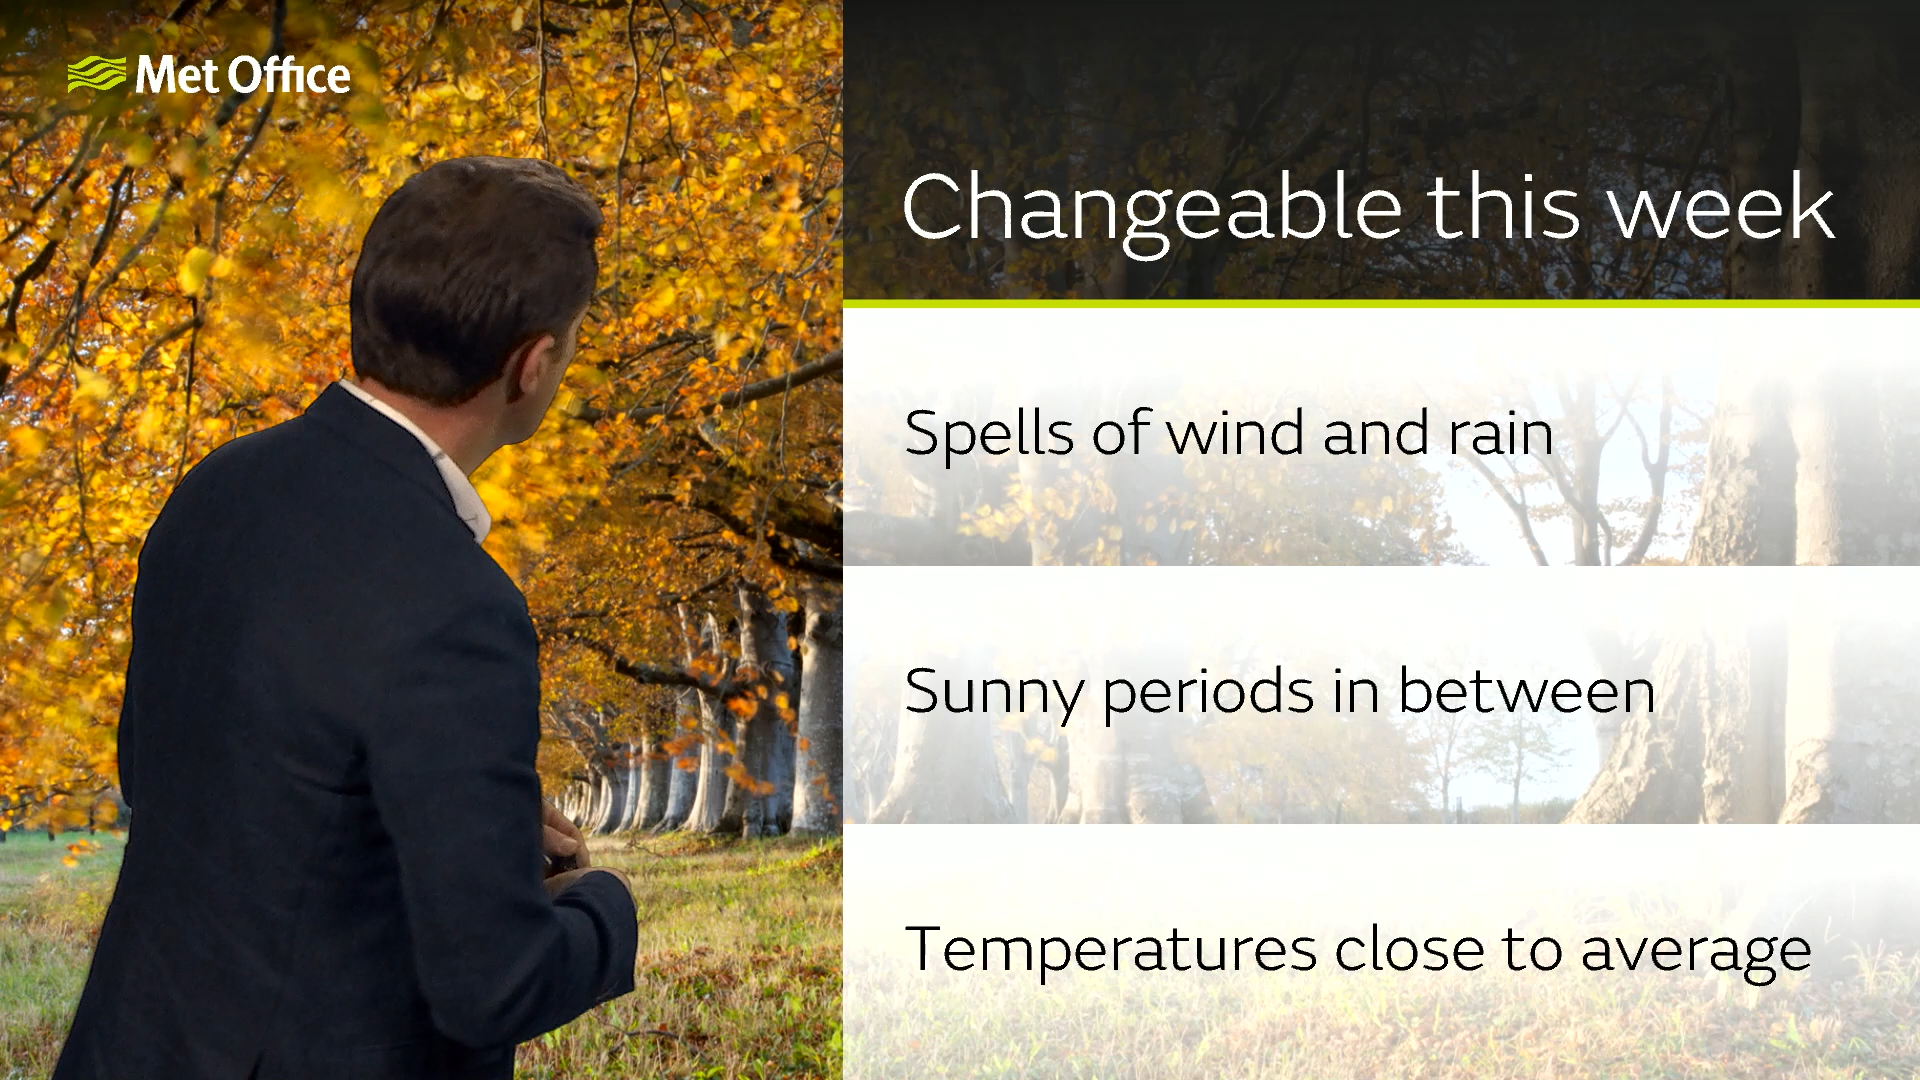 Met Office
Changeable this week
Spells of wind and rain
Sunny periods in between
Temperatures close to average